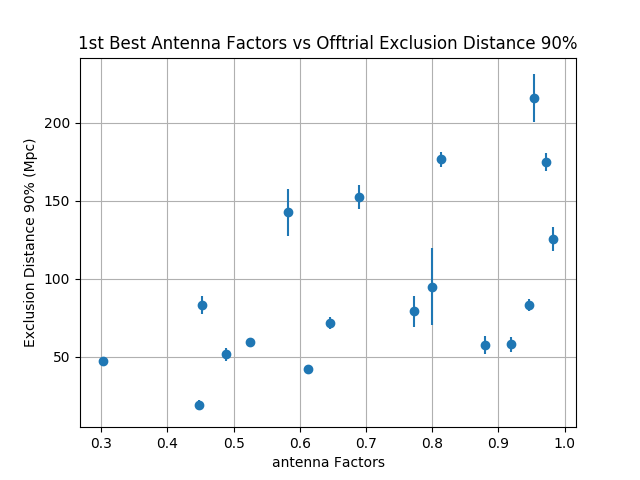 1st Best Antenna Factors vs Offtrial Exclusion Distance 90%
Exclusion Distance 90% (Mpc)
200
150
100
50
0.3 0.4 0.5 0.6 0.7 0.8 0.9 1.0
antenna Factors